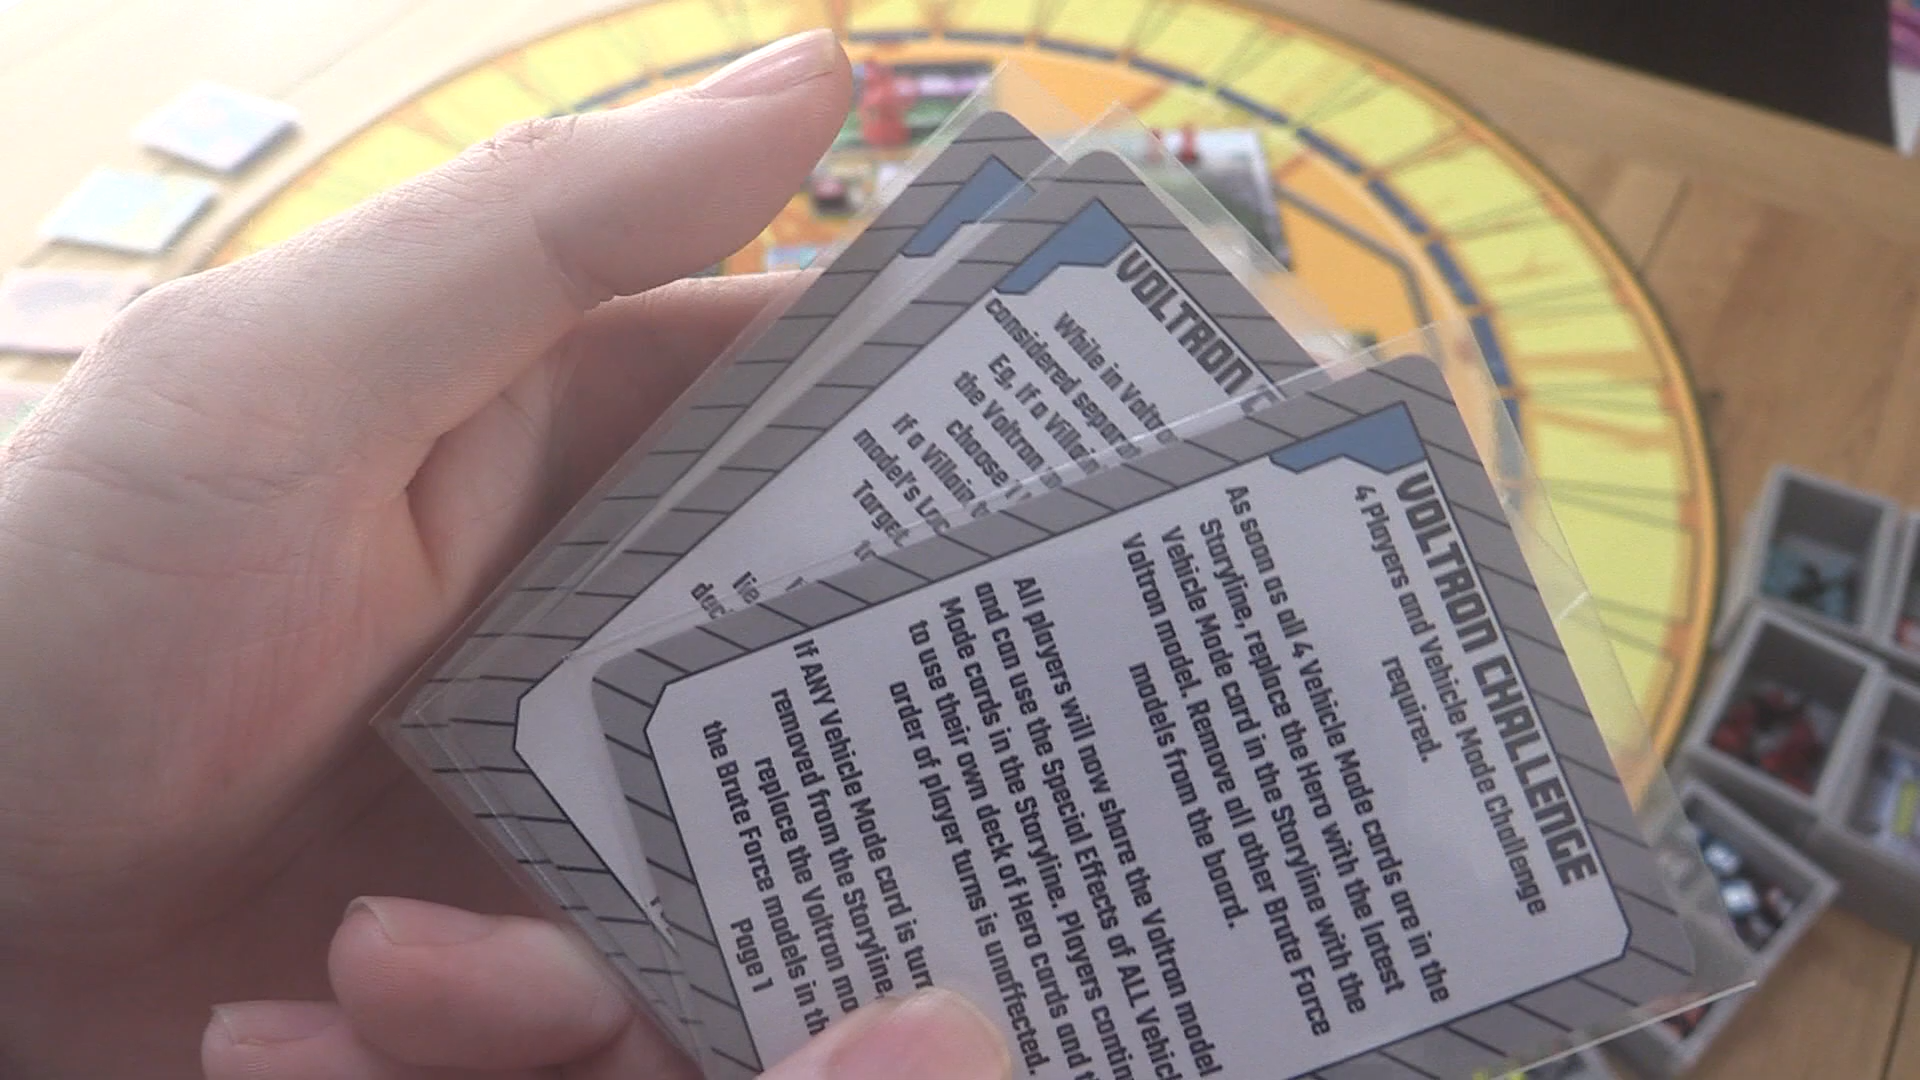 VOLTRON CHALLENGE
4 Players and Vehicle Mode Challenge
required.
As soon as all 4 Vehicle Mode cards are in the
Storyline, replace the Hero with the latest
Vehicle Mode card in the Storyline with the
Voltron model. Remove all other Brute Force
models from the board.
All players will now share the Voltron model
and can use the Special Effects of ALL
Mode cards in the Storyline. Players
to use their own deck of Hero cards and
order of player turns is unaffected.
If ANY Vehicle Mode card is
removed from the Storyline,
replace the Voltron
the Brute Force models in
Page 1
VOLTRON
While in
considered
Eg, if a Villain
the Voltron
choose
If a Villain
model's
Target